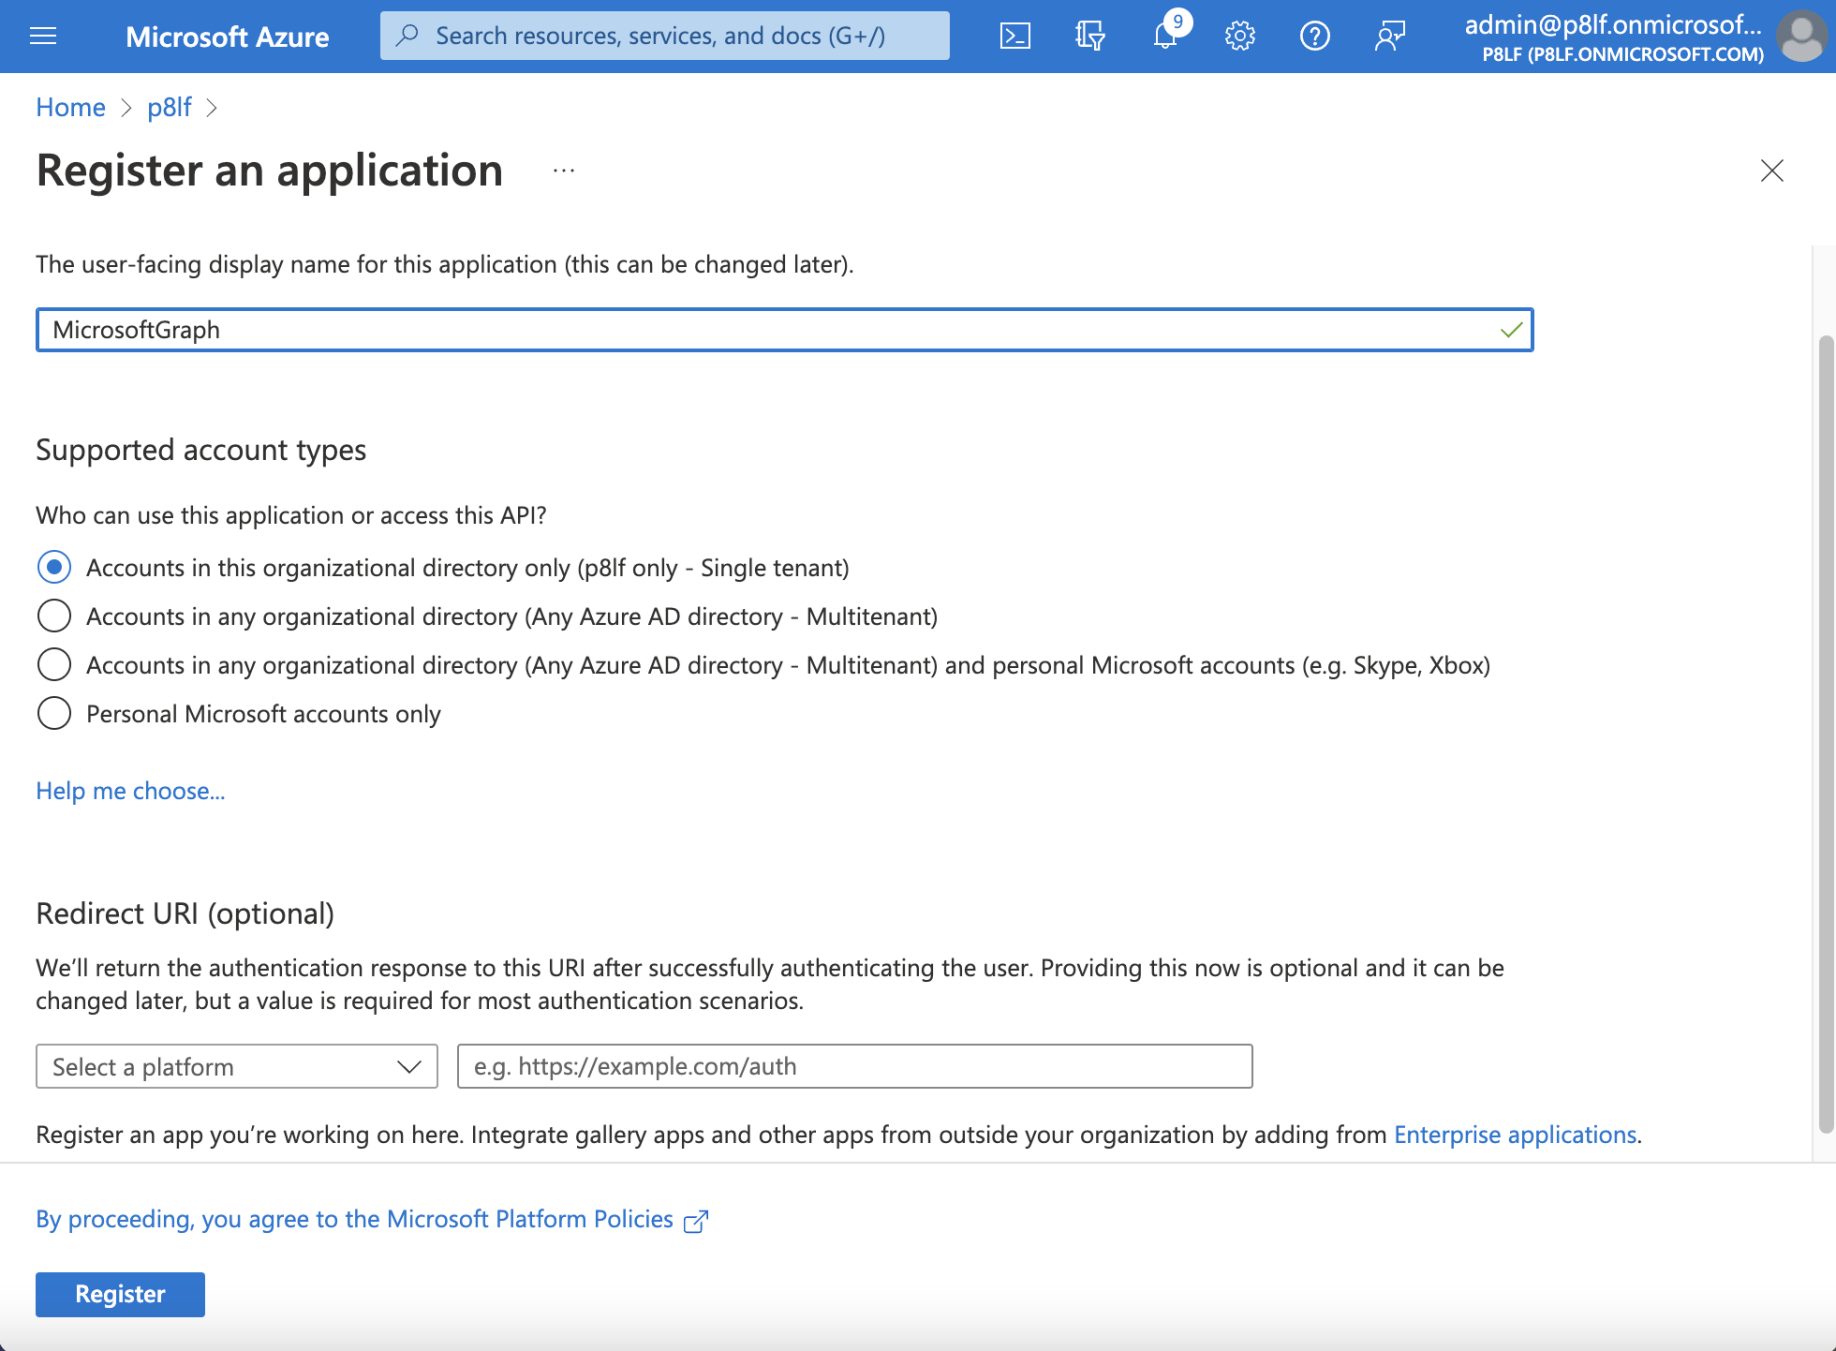 Microsoft Azure
Search resources, services, and docs (G+/)
9
admin@p8lf.onmicrosof...
P8LF (P8LF.ONMICROSOFT.COM)
Home > p8lf >
Register an application ...
The user-facing display name for this application (this can be changed later).
MicrosoftGraph
Supported account types
Who can use this application or access this API?
Accounts in this organizational directory only (p8lf only - Single tenant)
Accounts in any organizational directory (Any Azure AD directory - Multitenant)
Accounts in any organizational directory (Any Azure AD directory - Multitenant) and personal Microsoft accounts (e.g. Skype, Xbox)
Personal Microsoft accounts only
Help me choose...
Redirect URI (optional)
We’ll return the authentication response to this URI after successfully authenticating the user. Providing this now is optional and it can be
changed later, but a value is required for most authentication scenarios.
Select a platform
e.g. https://example.com/auth
Register an app you’re working on here. Integrate gallery apps and other apps from outside your organization by adding from Enterprise applications.
By proceeding, you agree to the Microsoft Platform Policies
Register